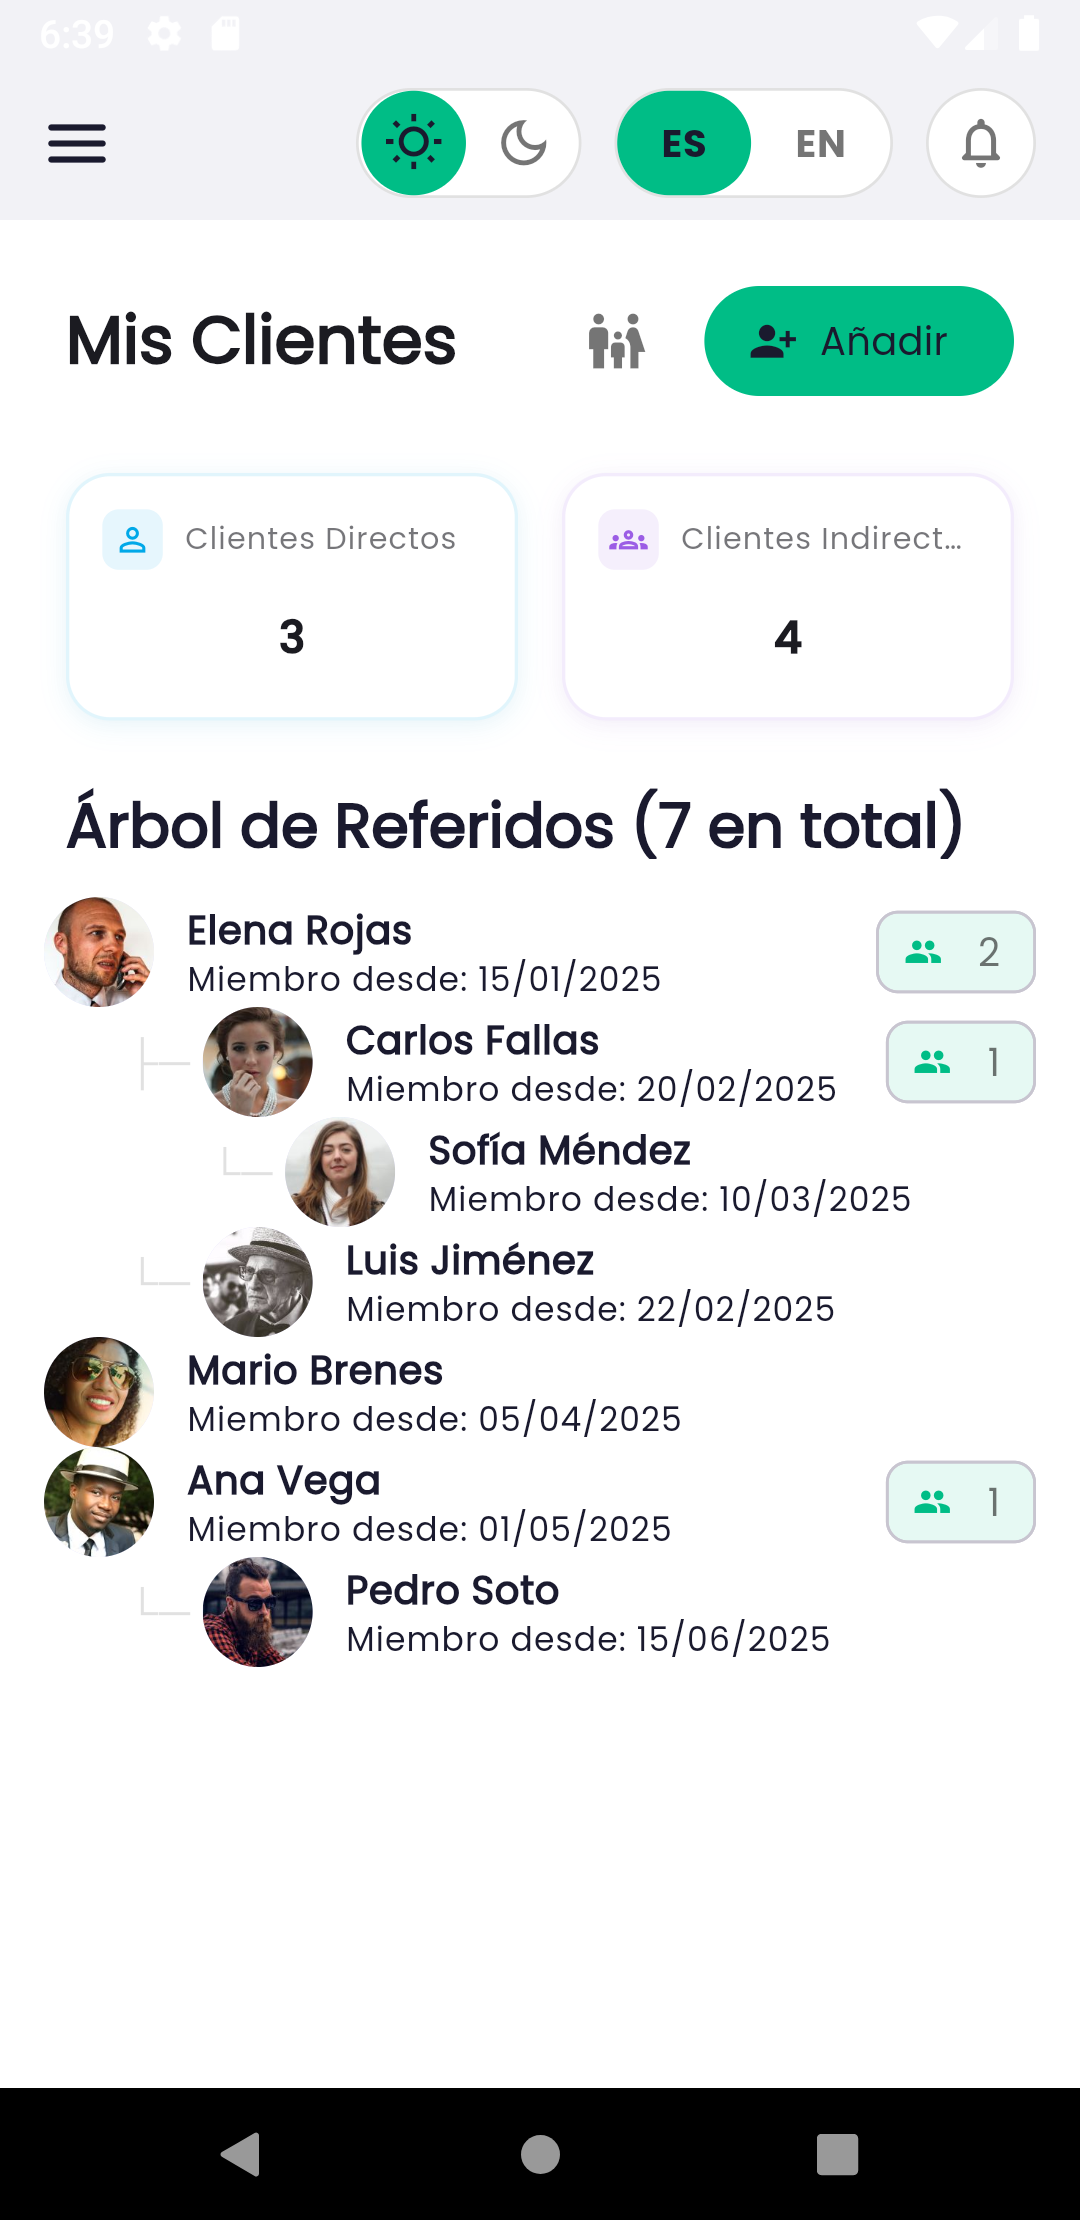 6:39
ES EN
Mis Clientes
Añadir
Clientes Directos
3
Clientes Indirect...
4
Árbol de Referidos (7 en total)
Elena Rojas
Miembro desde: 15/01/2025
2
Carlos Fallas
Miembro desde: 20/02/2025
1
Sofía Méndez
Miembro desde: 10/03/2025
Luis Jiménez
Miembro desde: 22/02/2025
Mario Brenes
Miembro desde: 05/04/2025
Ana Vega
Miembro desde: 01/05/2025
1
Pedro Soto
Miembro desde: 15/06/2025